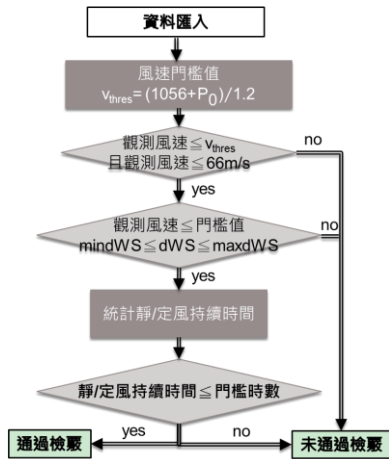 資料匯入
風速門檻值
vthres=(1056+P0)/1.2
觀測風速≦vthres
且觀測風速≦66m/s
no
yes
觀測風速≦門檻值
mindWS≦dWS≦maxdWS
no
yes
統計靜/定風持續時間
靜/定風持續時間≦門檻時數
yes
no
通過檢覈
未通過檢覈